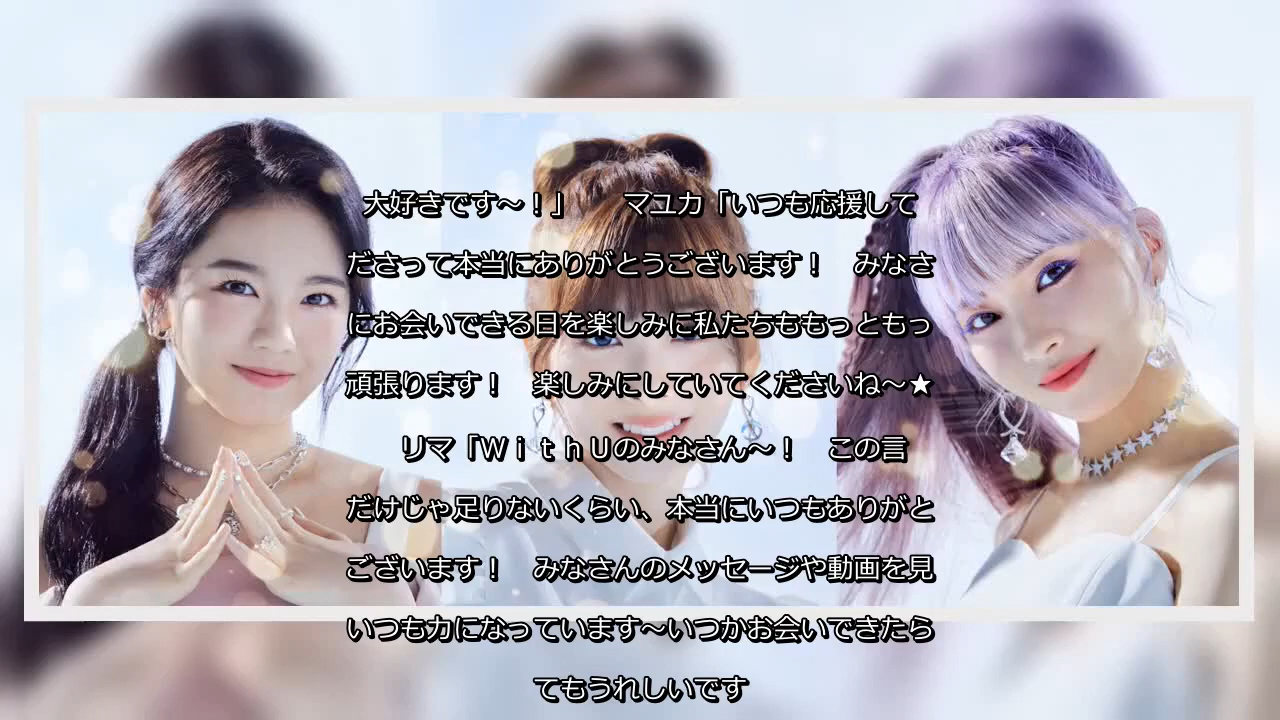 大好きです～！」　　マユカ「いつも応援して
ださって本当にありがとうございます！　みなさ
にお会いできる日を楽しみに私たちももっともっ
頑張ります！　楽しみにしていてくださいね～★
リマ「ＷｉｔｈＵのみなさん～！　この言
だけじゃ足りないくらい、本当にいつもありがと
ございます！　みなさんのメッセージや動画を見
いつも力になっています～いつかお会いできたら
てもうれしいです